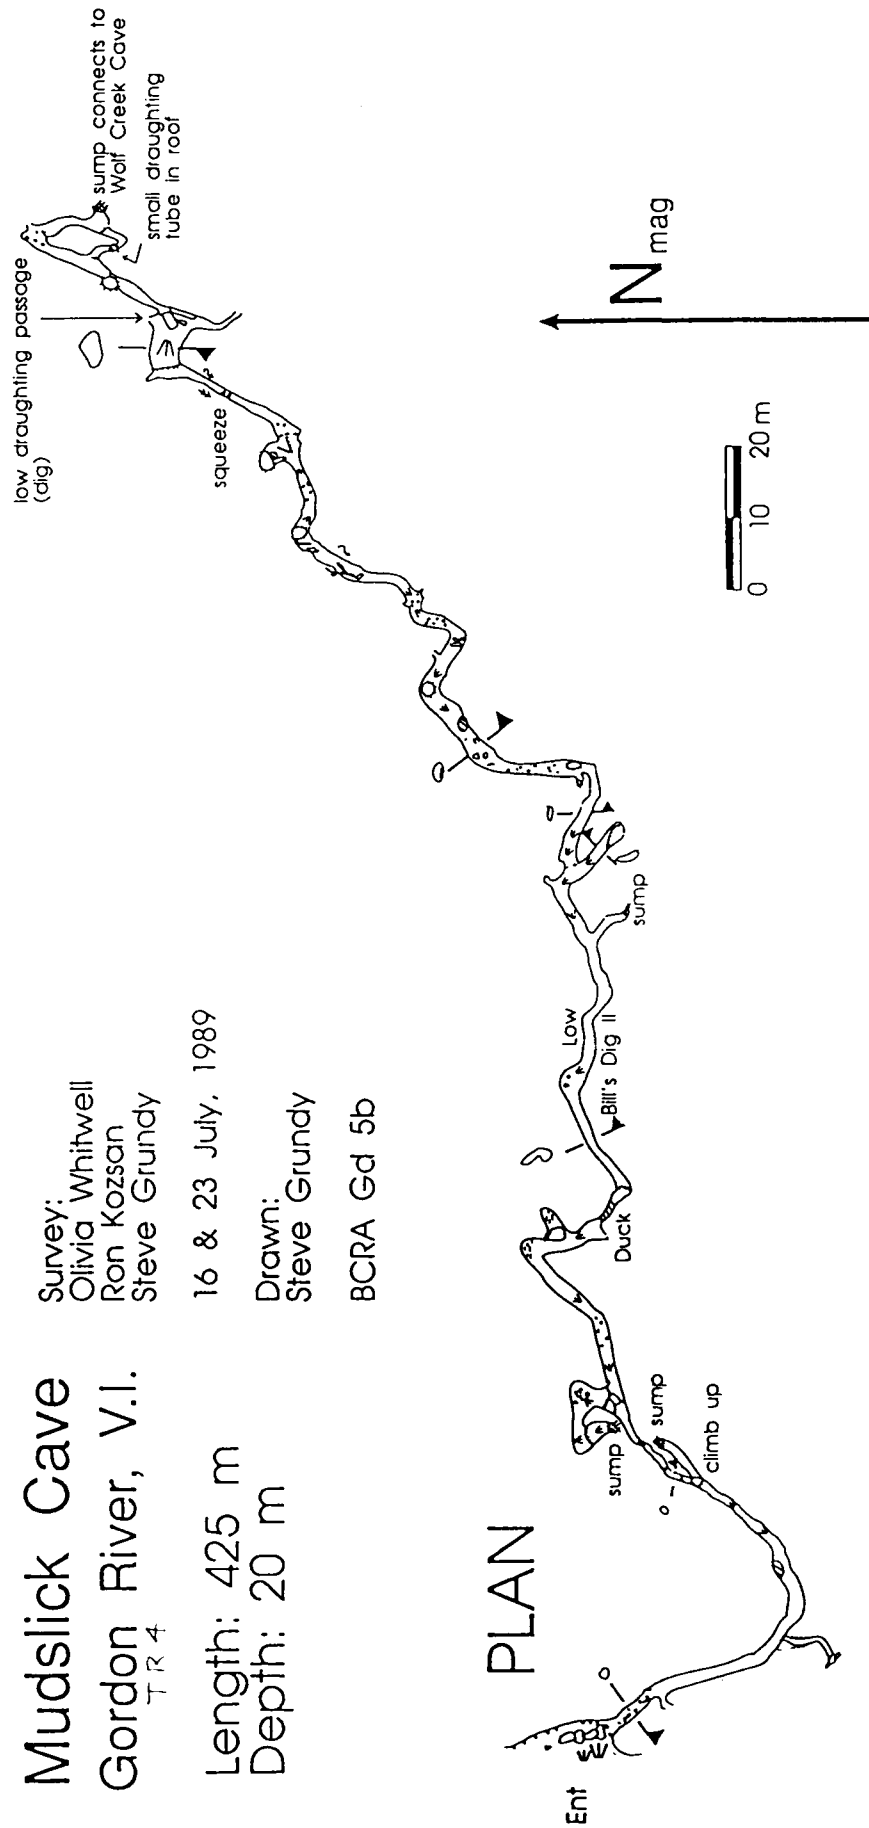 Mudslick Cave
Gordon River, V.I.
TR4
Length: 425 m
Depth: 20 m
Survey:
Olivia Whitwell
Ron Kozsan
Steve Grundy
16 & 23 July, 1989
Drawn:
Steve Grundy
BCRA Gd 5b
PLAN
Ent
climb up
sump
sump
Duck
Bill's Dig II
Low
sump
squeeze
low draughting passage
(dig)
small draughting
tube in roof
sump connects to
Wolf Creek Cave
0 10 20 m
N mag